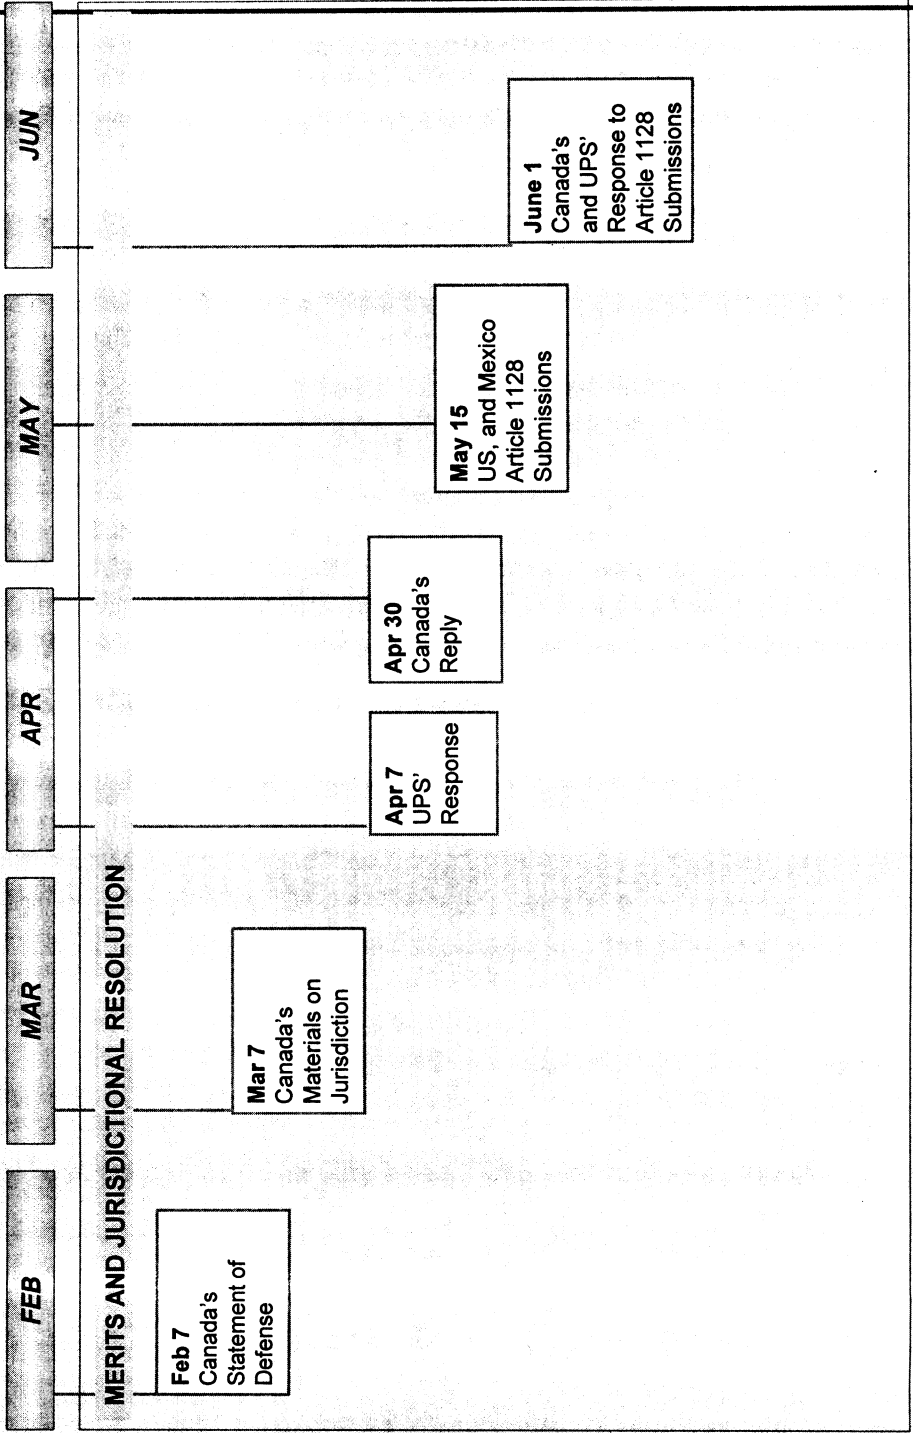 FEB
MAR
APR
MAY
JUN
MERITS AND JURISDICTIONAL RESOLUTION
Feb 7
Canada's
Statement of
Defense
Mar 7
Canada's
Materials on
Jurisdiction
Apr 7
UPS'
Response
Apr 30
Canada's
Reply
May 15
US, and Mexico
Article 1128
Submissions
June 1
Canada's
and UPS'
Response to
Article 1128
Submissions